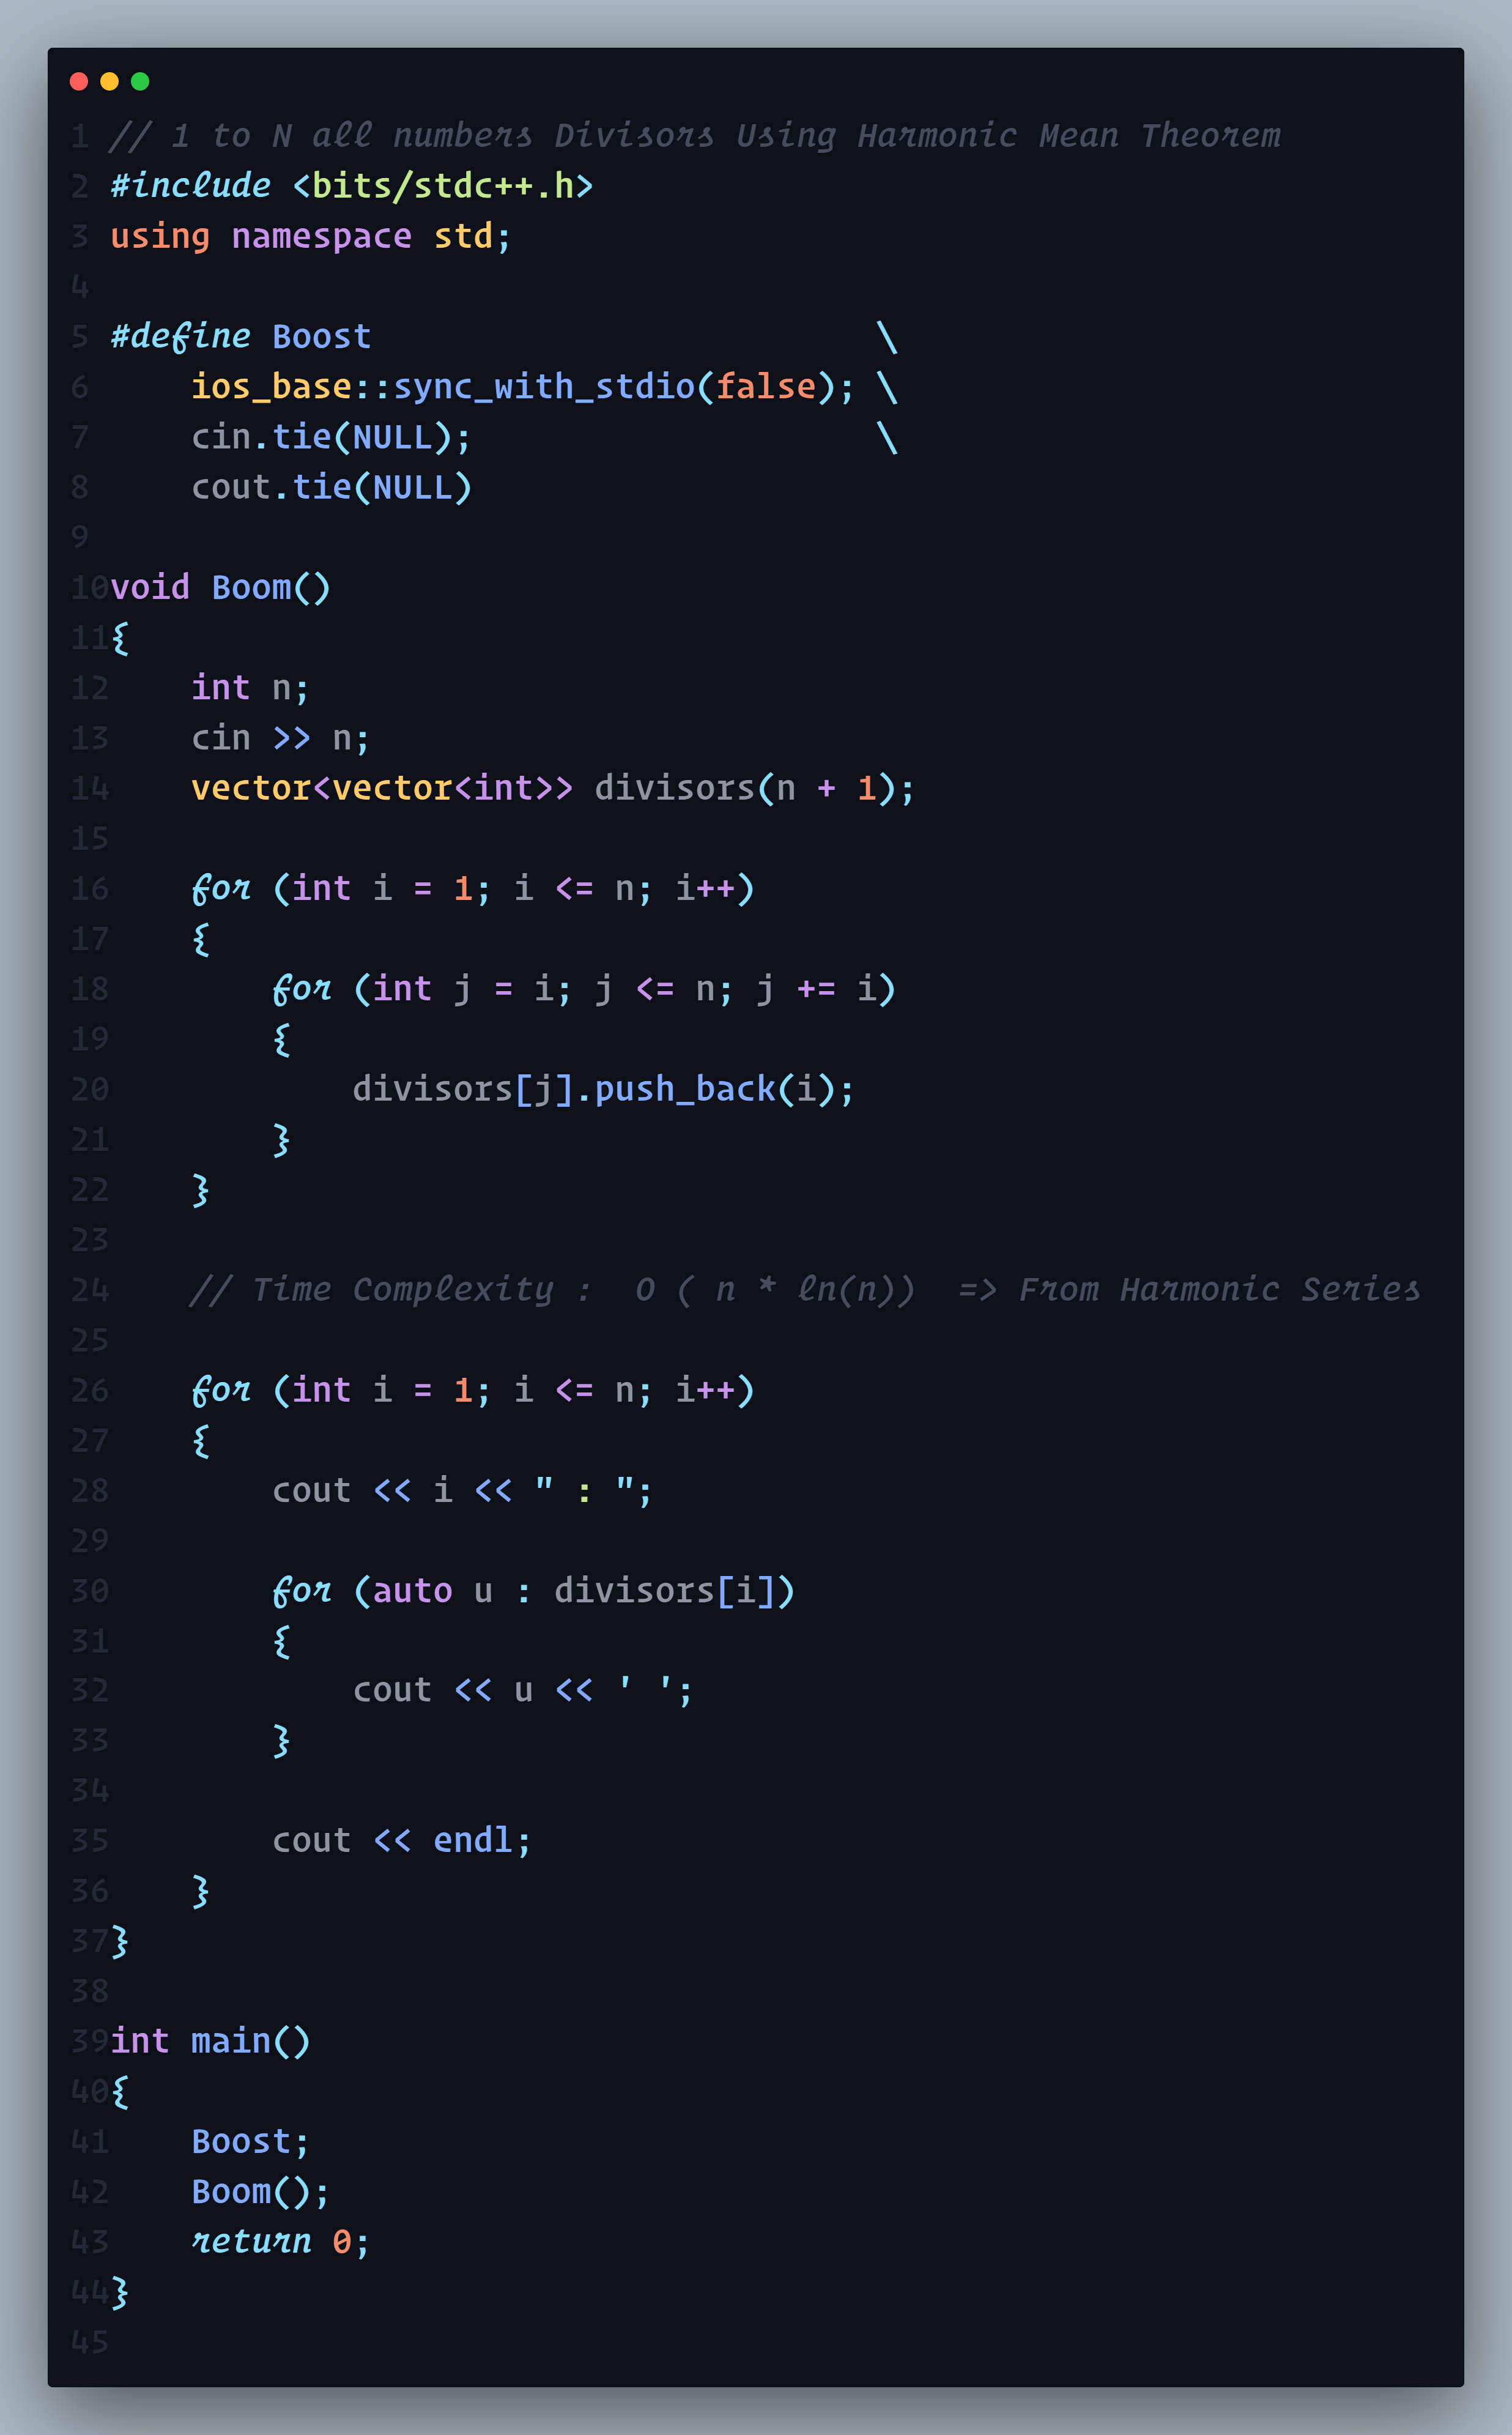 1 // 1 to N all numbers Divisors Using Harmonic Mean Theorem
2 #include <bits/stdc++.h>
3 using namespace std;
4
5 #define Boost                         \
6     ios_base::sync_with_stdio(false); \
7     cin.tie(NULL);                    \
8     cout.tie(NULL)
9
10void Boom()
11{
12    int n;
13    cin >> n;
14    vector<vector<int>> divisors(n + 1);
15
16    for (int i = 1; i <= n; i++)
17    {
18        for (int j = i; j <= n; j += i)
19        {
20            divisors[j].push_back(i);
21        }
22    }
23
24    // Time Complexity :  O ( n * ln(n))  => From Harmonic Series
25
26    for (int i = 1; i <= n; i++)
27    {
28        cout << i << " : ";
29
30        for (auto u : divisors[i])
31        {
32            cout << u << ' ';
33        }
34
35        cout << endl;
36    }
37}
38
39int main()
40{
41    Boost;
42    Boom();
43    return 0;
44}
45